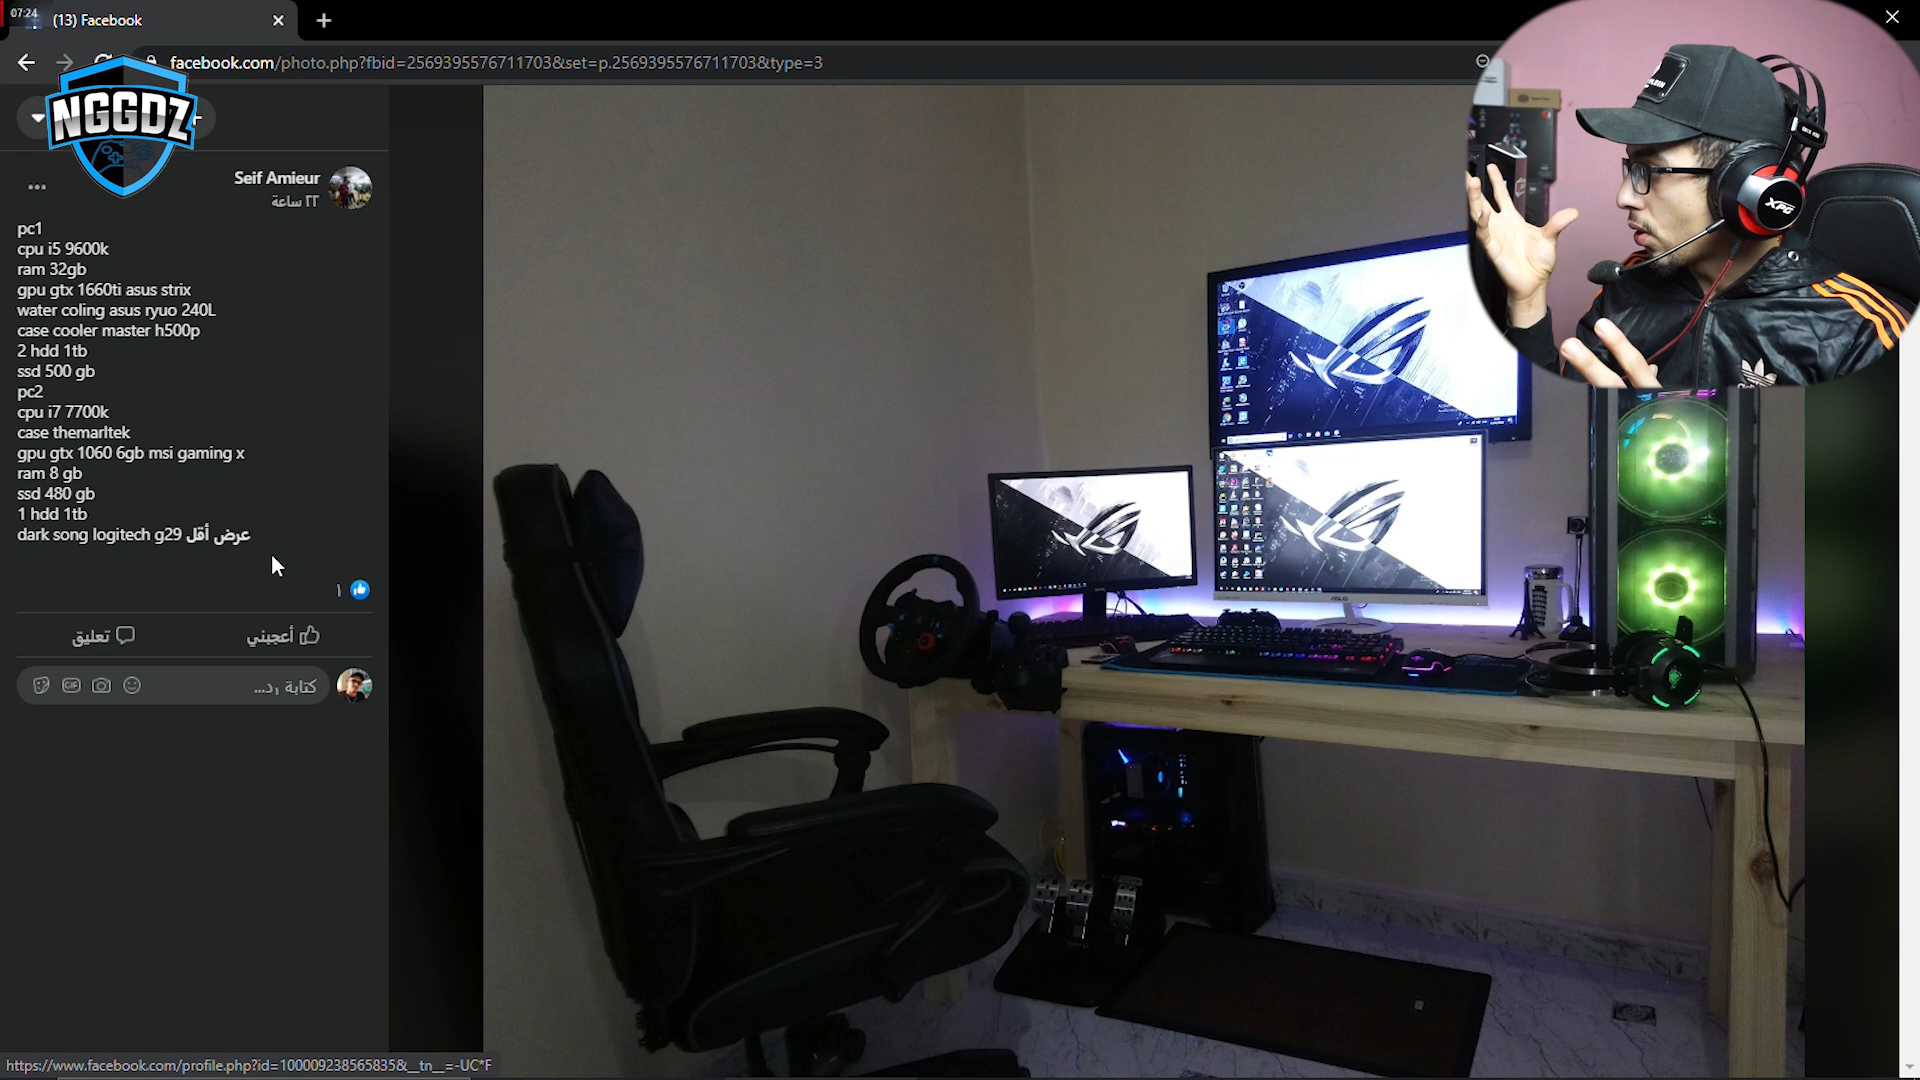 07:24
(13) Facebook
facebook.com/photo.php?fbid=2569395576711703&set=p.2569395576711703&type=3
NGGDZ
Seif Amieur
٢٢ ساعة
pc1
cpu i5 9600k
ram 32gb
gpu gtx 1660ti asus strix
water coling asus ryuo 240L
case cooler master h500p
2 hdd 1tb
ssd 500 gb
pc2
cpu i7 7700k
case themarltek
gpu gtx 1060 6gb msi gaming x
ram 8 gb
ssd 480 gb
1 hdd 1tb
dark song logitech g29 عرض أقل
١
أعجبني
تعليق
كتابة رد...
GIF
XPG
ASUS
https://www.facebook.com/profile.php?id=100009238565835&__tn__=-UC*F